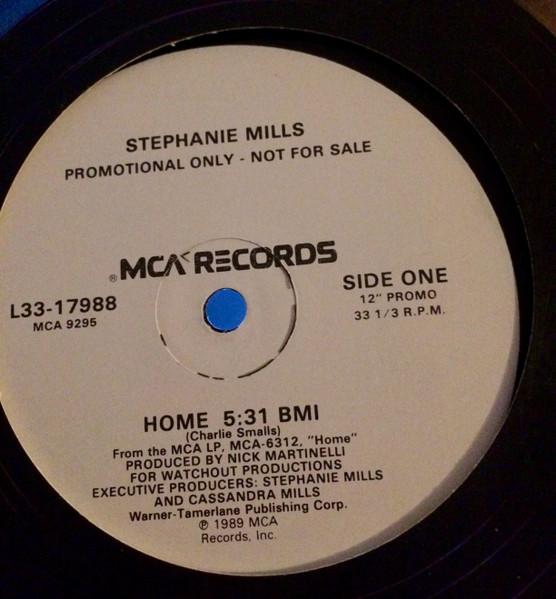 STEPHANIE MILLS
PROMOTIONAL ONLY - NOT FOR SALE
®MCA RECORDS
L33-17988
MCA 9295
SIDE ONE
12" PROMO
33 1/3 R.P.M.
HOME 5:31 BMI
(Charlie Smalls)
From the MCA LP, MCA-6312, "Home"
PRODUCED BY NICK MARTINELLI
FOR WATCHOUT PRODUCTIONS
EXECUTIVE PRODUCERS: STEPHANIE MILLS
AND CASSANDRA MILLS
Warner-Tamerlane Publishing Corp.
℗ 1989 MCA
Records, Inc.